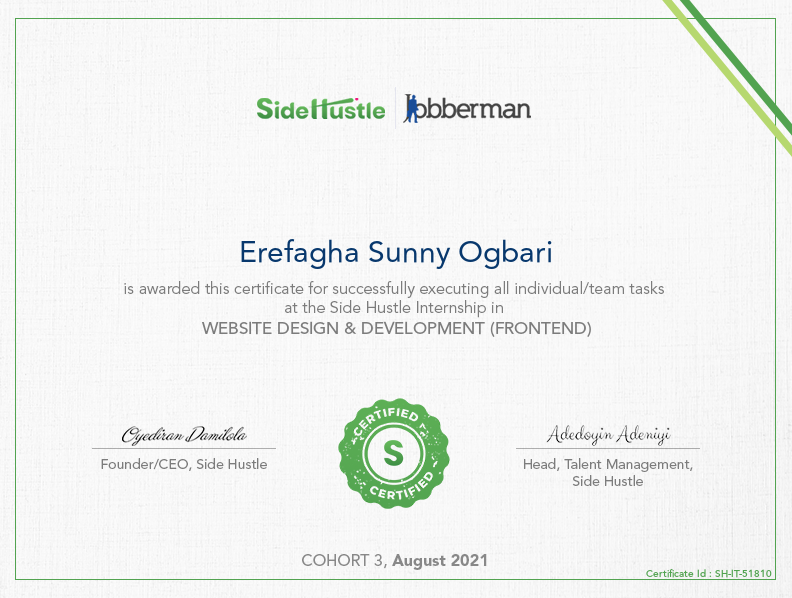 SideHustle
Jobberman
Erefagha Sunny Ogbari
is awarded this certificate for successfully executing all individual/team tasks
at the Side Hustle Internship in
WEBSITE DESIGN & DEVELOPMENT (FRONTEND)
Oyediran Damilola
Founder/CEO, Side Hustle
CERTIFIED
S
CERTIFIED
Adedoyin Adeniyi
Head, Talent Management,
Side Hustle
COHORT 3, August 2021
Certificate Id : SH-IT-51810